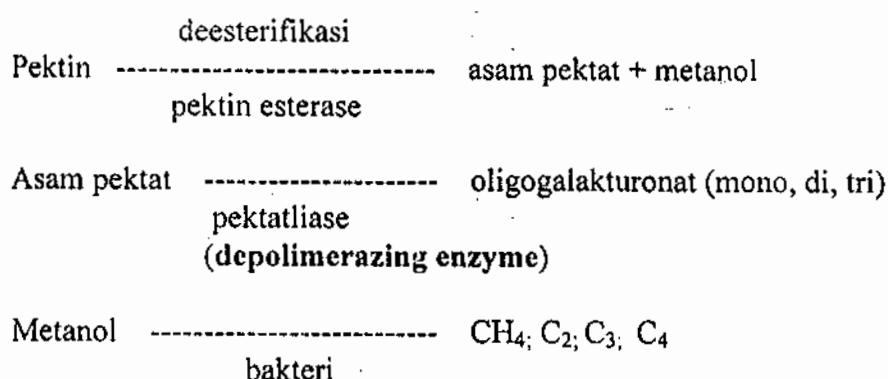 deesterifikasi
Pektin ---------------------------- asam pektat + metanol
pektin esterase
Asam pektat -------------------- oligogalakturonat (mono, di, tri)
pektatliase
(depolimerazing enzyme)
Metanol ------------------------- CH₄; C₂; C₃; C₄
bakteri